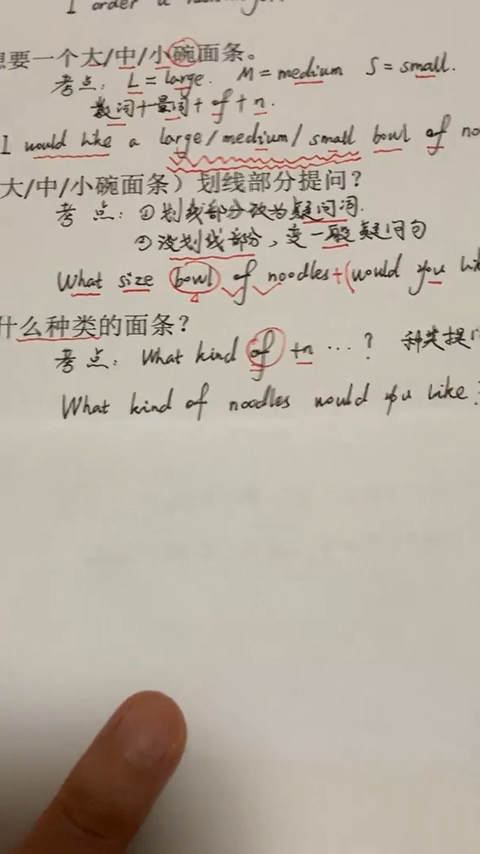 I order a
想要一个大/中/小碗面条。
考点: L = large. M = medium S = small.
数词+量词+of+n.
I would like a large/medium/small bowl of no
大/中/小碗面条）划线部分提问？
考点: ①划线部分改为疑问词.
②没划线部分，变一般疑问句
What size bowl of noodles+(would you lik
什么种类的面条？
考点: What kind of +n ...? 种类提问
What kind of noodles would you like?